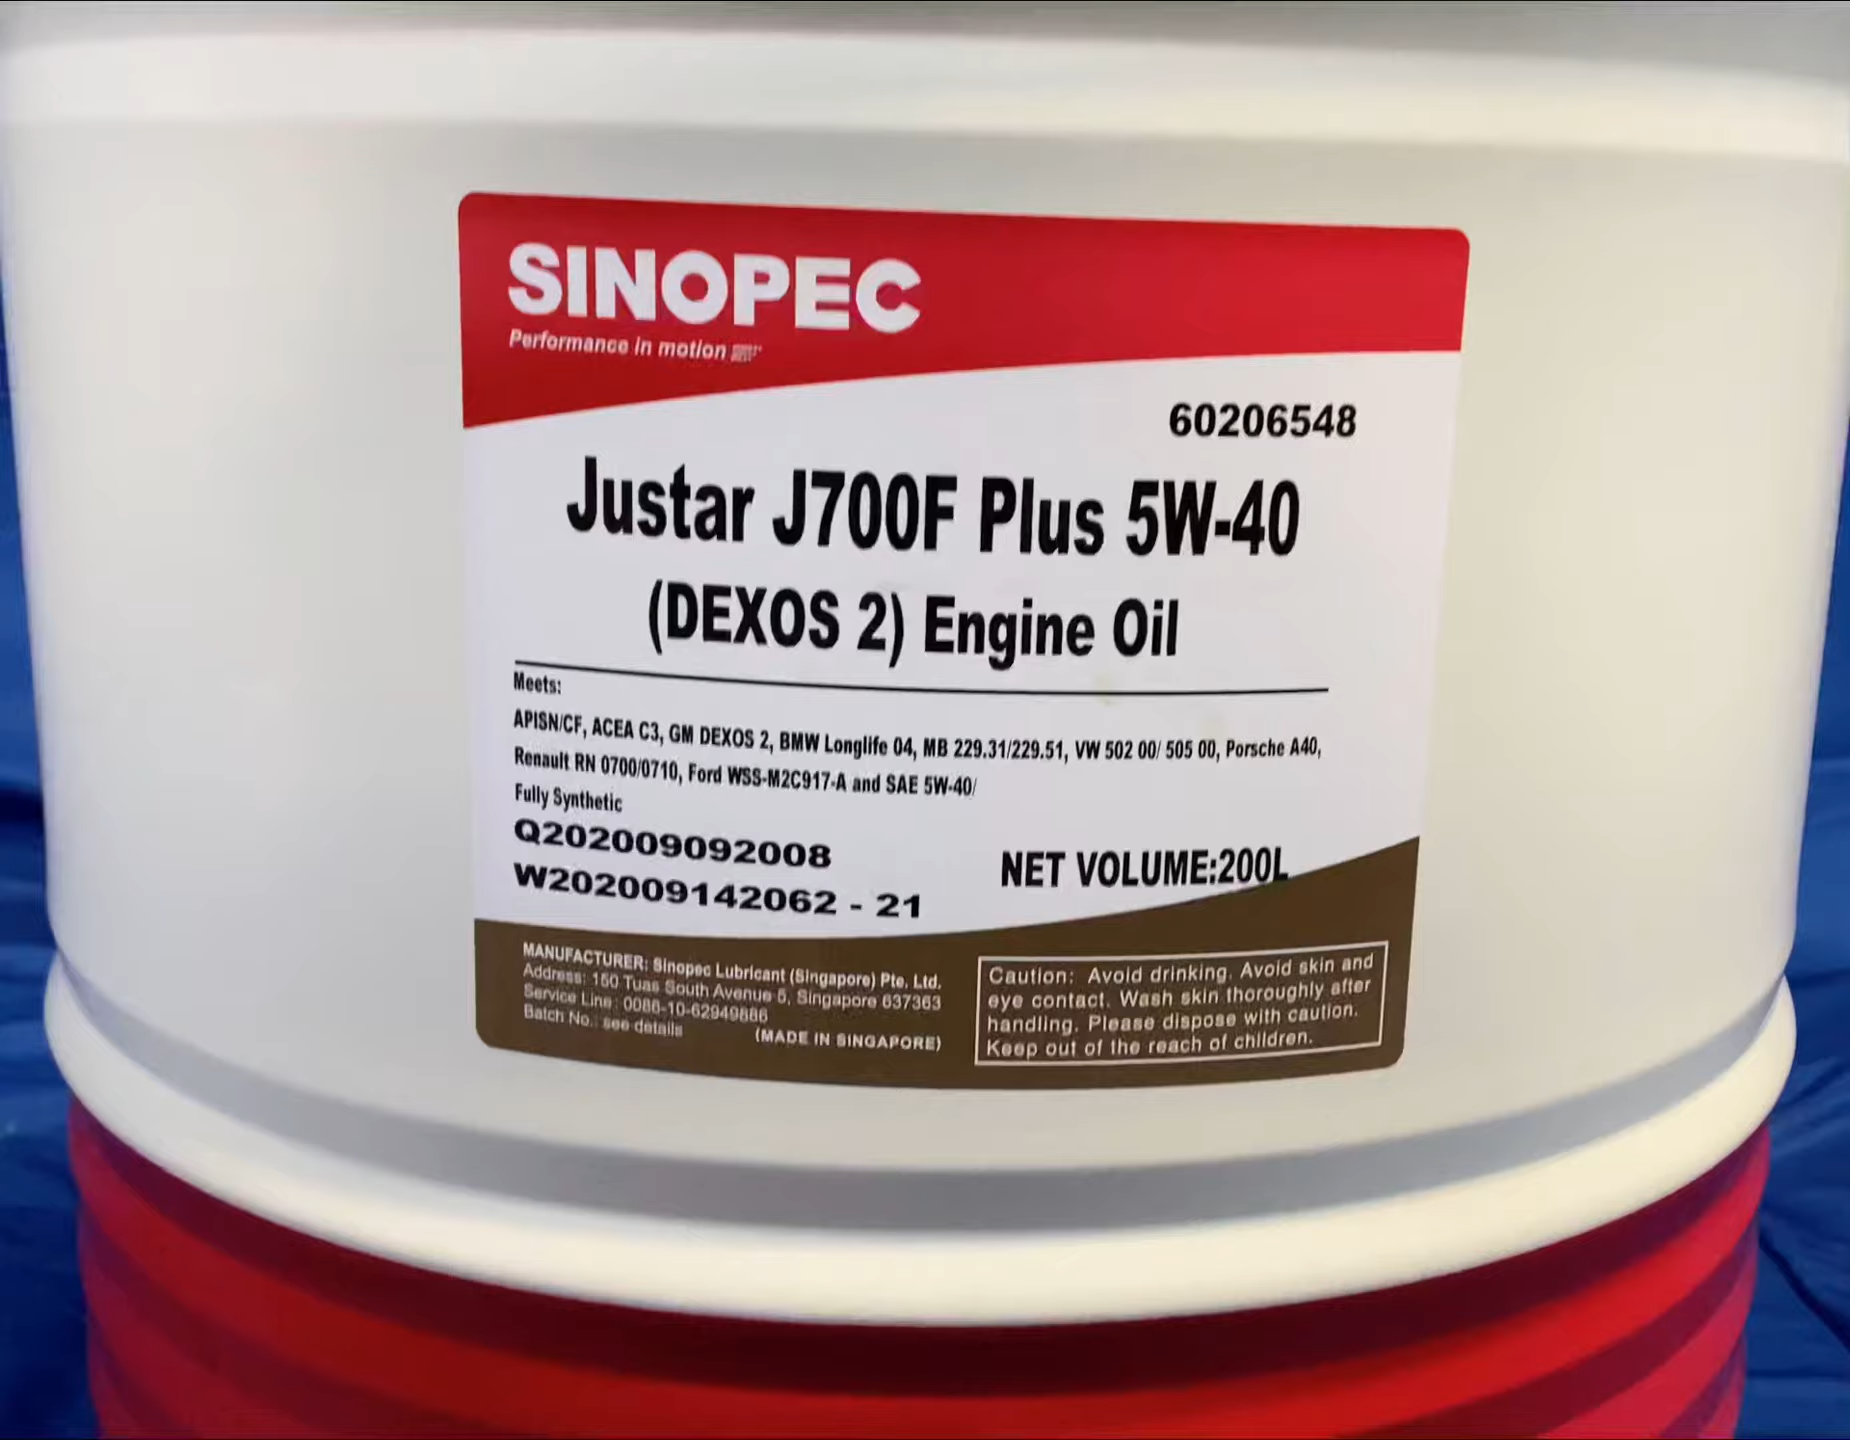 SINOPEC
Performance in motion
60206548
Justar J700F Plus 5W-40
(DEXOS 2) Engine Oil
Meets:
APISN/CF, ACEA C3, GM DEXOS 2, BMW Longlife 04, MB 229.31/229.51, VW 502 00/ 505 00, Porsche A40,
Renault RN 0700/0710, Ford WSS-M2C917-A and SAE 5W-40/
Fully Synthetic
Q202009092008
W202009142062 - 21
NET VOLUME:200L
MANUFACTURER: Sinopec Lubricant (Singapore) Pte. Ltd.
Address: 150 Tuas South Avenue 5, Singapore 637363
Service Line: 0086-10-62949886
Batch No.: see details
(MADE IN SINGAPORE)
Caution: Avoid drinking. Avoid skin and
eye contact. Wash skin thoroughly after
handling. Please dispose with caution.
Keep out of the reach of children.